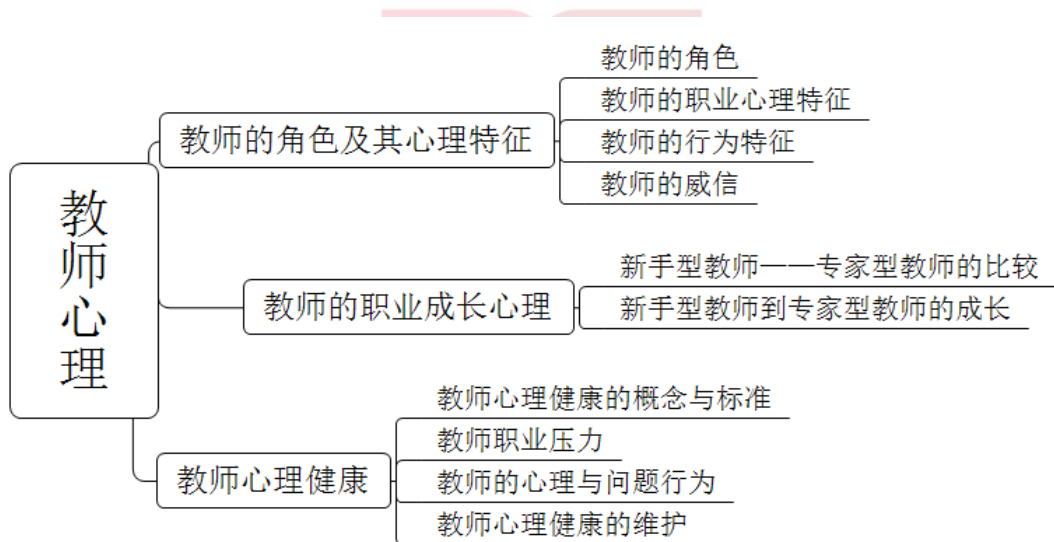 教师心理
教师的角色及其心理特征
教师的角色
教师的职业心理特征
教师的行为特征
教师的威信
教师的职业成长心理
新手型教师——专家型教师的比较
新手型教师到专家型教师的成长
教师心理健康
教师心理健康的概念与标准
教师职业压力
教师的心理与问题行为
教师心理健康的维护